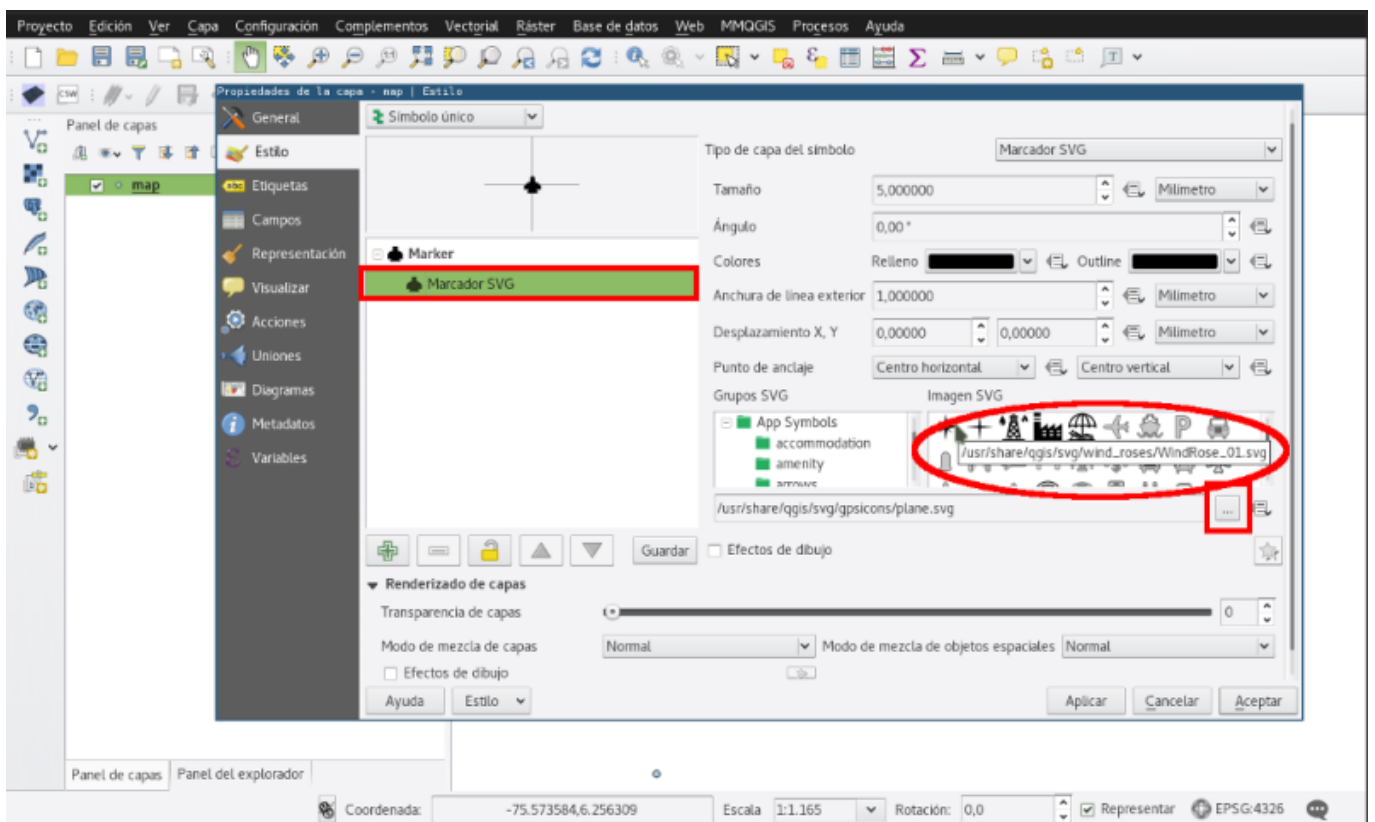 Proyecto Edición Ver Capa Configuración Complementos Vectorial Ráster Base de datos Web MMQGIS Procesos Ayuda
Propiedades de la capa - map | Estilo
Panel de capas
map
General
Estilo
Etiquetas
Campos
Representación
Visualizar
Acciones
Uniones
Diagramas
Metadatos
Variables
Símbolo único
Marker
Marcador SVG
Tipo de capa del símbolo Marcador SVG
Tamaño 5,000000 Milímetro
Ángulo 0,00 °
Colores Relleno Outline
Anchura de línea exterior 1,000000 Milímetro
Desplazamiento X, Y 0,00000 0,00000 Milímetro
Punto de anclaje Centro horizontal Centro vertical
Grupos SVG Imagen SVG
App Symbols
accommodation
amenity
arrows
/usr/share/qgis/svg/wind_roses/WindRose_01.svg
/usr/share/qgis/svg/gpsicons/plane.svg ...
Guardar Efectos de dibujo
Renderizado de capas
Transparencia de capas 0
Modo de mezcla de capas Normal Modo de mezcla de objetos espaciales Normal
Efectos de dibujo
Ayuda Estilo Aplicar Cancelar Aceptar
Panel de capas Panel del explorador
Coordenada: -75.573584,6.256309 Escala 1:1.165 Rotación: 0,0 Representar EPSG:4326